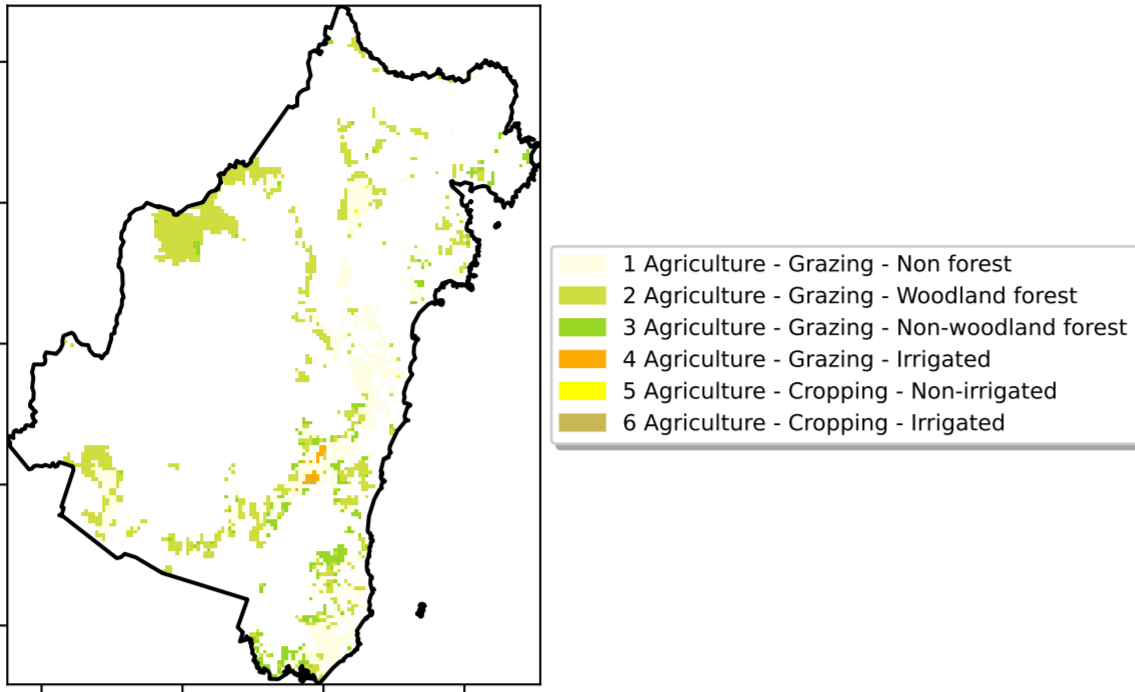 1 Agriculture - Grazing - Non forest
2 Agriculture - Grazing - Woodland forest
3 Agriculture - Grazing - Non-woodland forest
4 Agriculture - Grazing - Irrigated
5 Agriculture - Cropping - Non-irrigated
6 Agriculture - Cropping - Irrigated